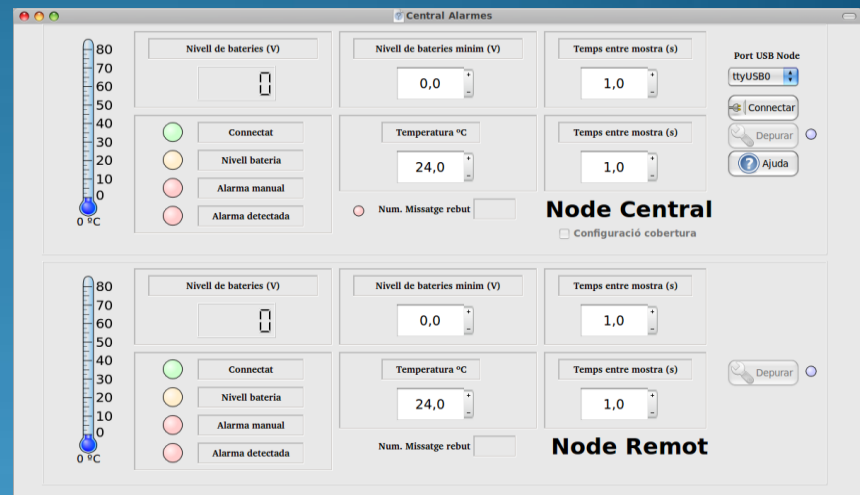 Central Alarmes
80
70
60
50
40
30
20
10
0
0 ºC
Nivell de bateries (V)
0
Connectat
Nivell bateria
Alarma manual
Alarma detectada
Nivell de bateries minim (V)
0,0
Temperatura ºC
24,0
Num. Missatge rebut
Temps entre mostra (s)
1,0
Temps entre mostra (s)
1,0
Node Central
Configuració cobertura
Port USB Node
ttyUSB0
Connectar
Depurar
Ajuda
80
70
60
50
40
30
20
10
0
0 ºC
Nivell de bateries (V)
0
Connectat
Nivell bateria
Alarma manual
Alarma detectada
Nivell de bateries minim (V)
0,0
Temperatura ºC
24,0
Num. Missatge rebut
Temps entre mostra (s)
1,0
Temps entre mostra (s)
1,0
Node Remot
Depurar